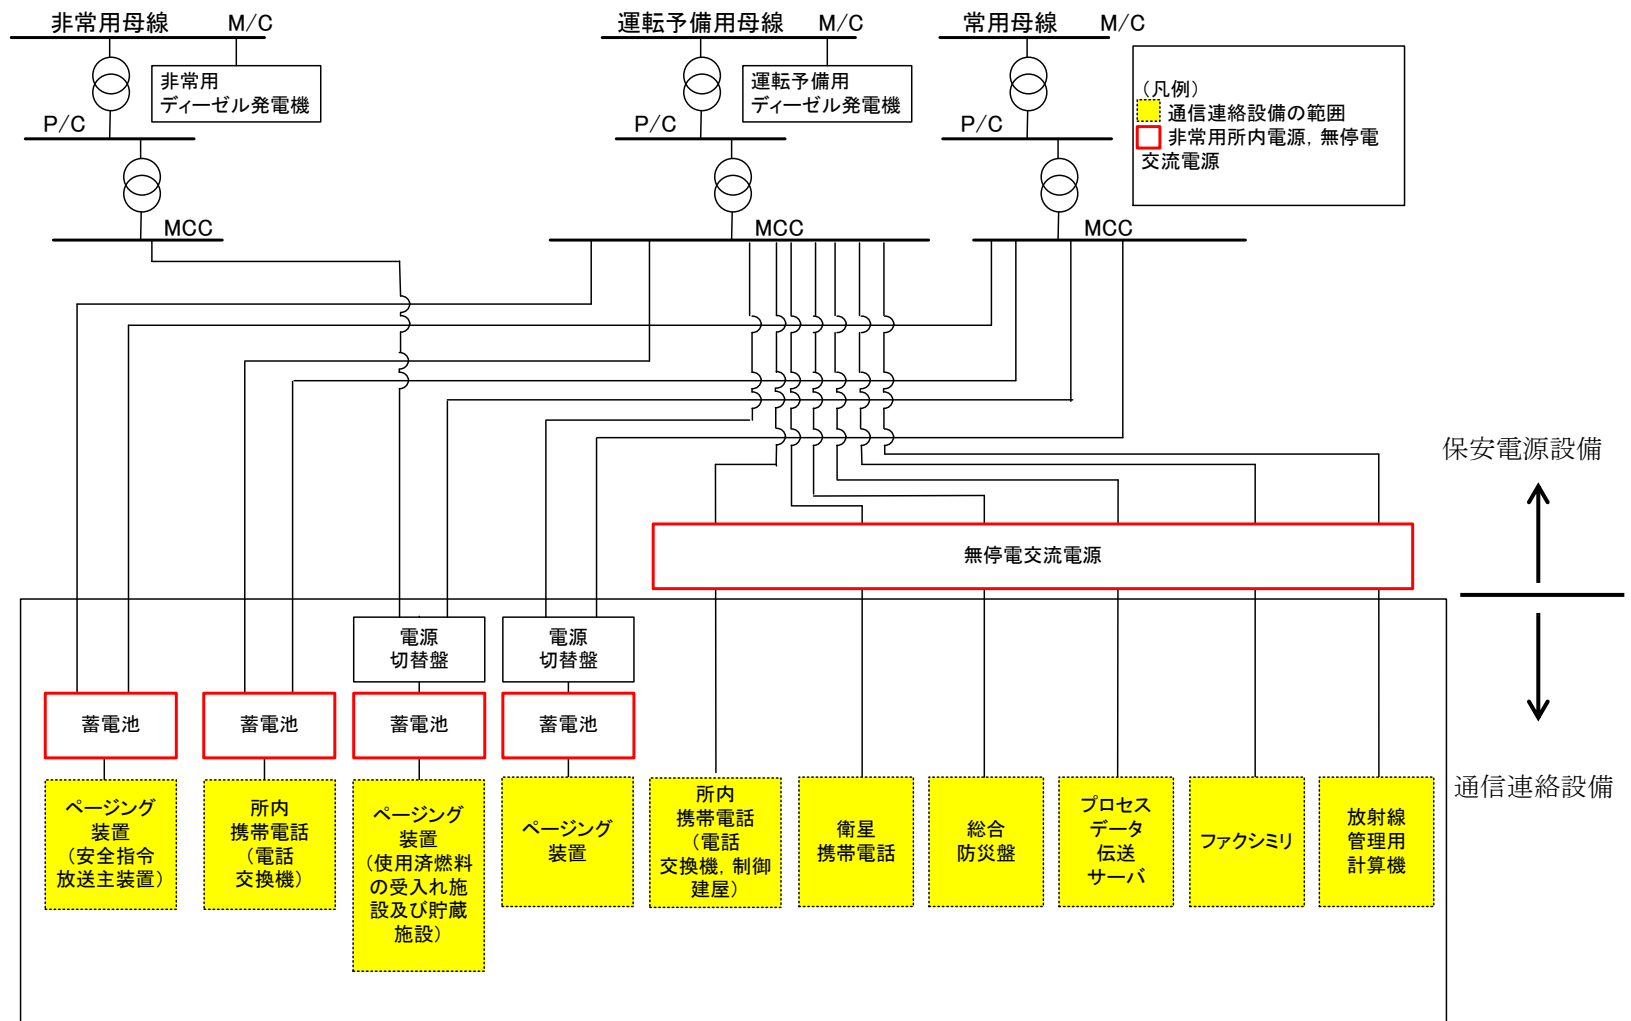 非常用母線 M/C
運転予備用母線 M/C
常用母線 M/C
非常用
ディーゼル発電機
運転予備用
ディーゼル発電機
(凡例)
通信連絡設備の範囲
非常用所内電源, 無停電
交流電源
P/C
P/C
P/C
MCC
MCC
MCC
保安電源設備
無停電交流電源
電源
切替盤
電源
切替盤
蓄電池
蓄電池
蓄電池
蓄電池
通信連絡設備
ページング
装置
(安全指令
放送主装置)
所内
携帯電話
(電話
交換機)
ページング
装置
(使用済燃料
の受入れ施
設及び貯蔵
施設)
ページング
装置
所内
携帯電話
(電話
交換機, 制御
建屋)
衛星
携帯電話
総合
防災盤
プロセス
データ
伝送
サーバ
ファクシミリ
放射線
管理用
計算機